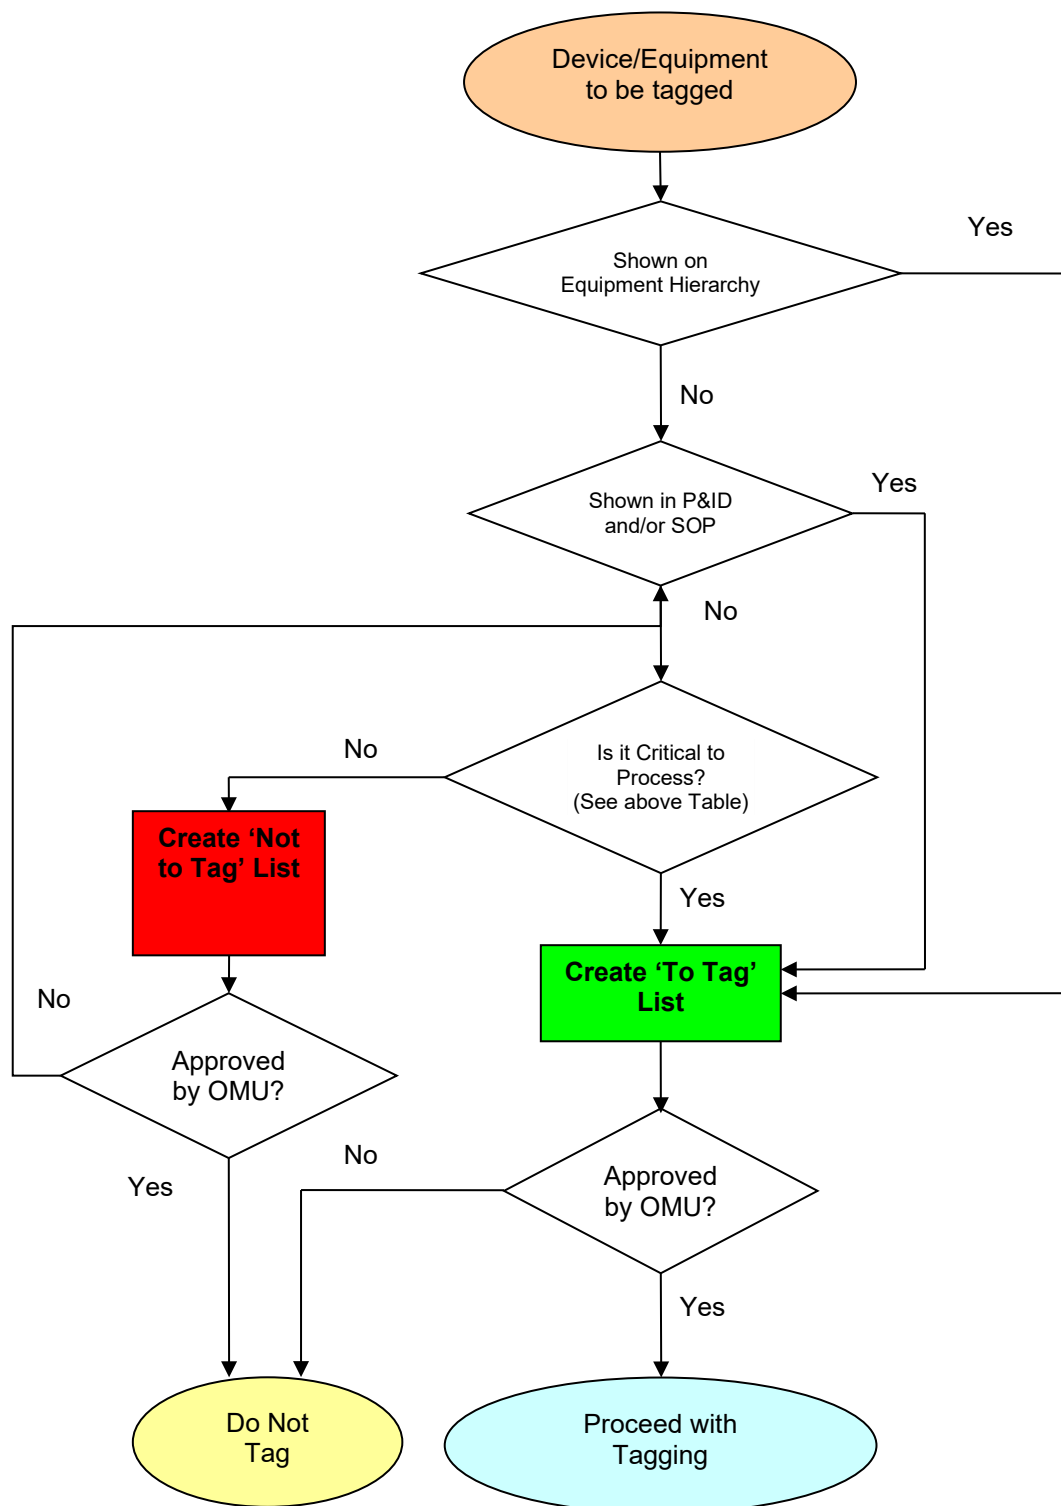 Device/Equipment
to be tagged
Yes
Shown on
Equipment Hierarchy
No
Yes
Shown in P&ID
and/or SOP
No
No
Is it Critical to
Process?
(See above Table)
Create ‘Not
to Tag’ List
Yes
Create ‘To Tag’
List
No
Approved
by OMU?
No
Yes
Approved
by OMU?
Yes
Do Not
Tag
Proceed with
Tagging